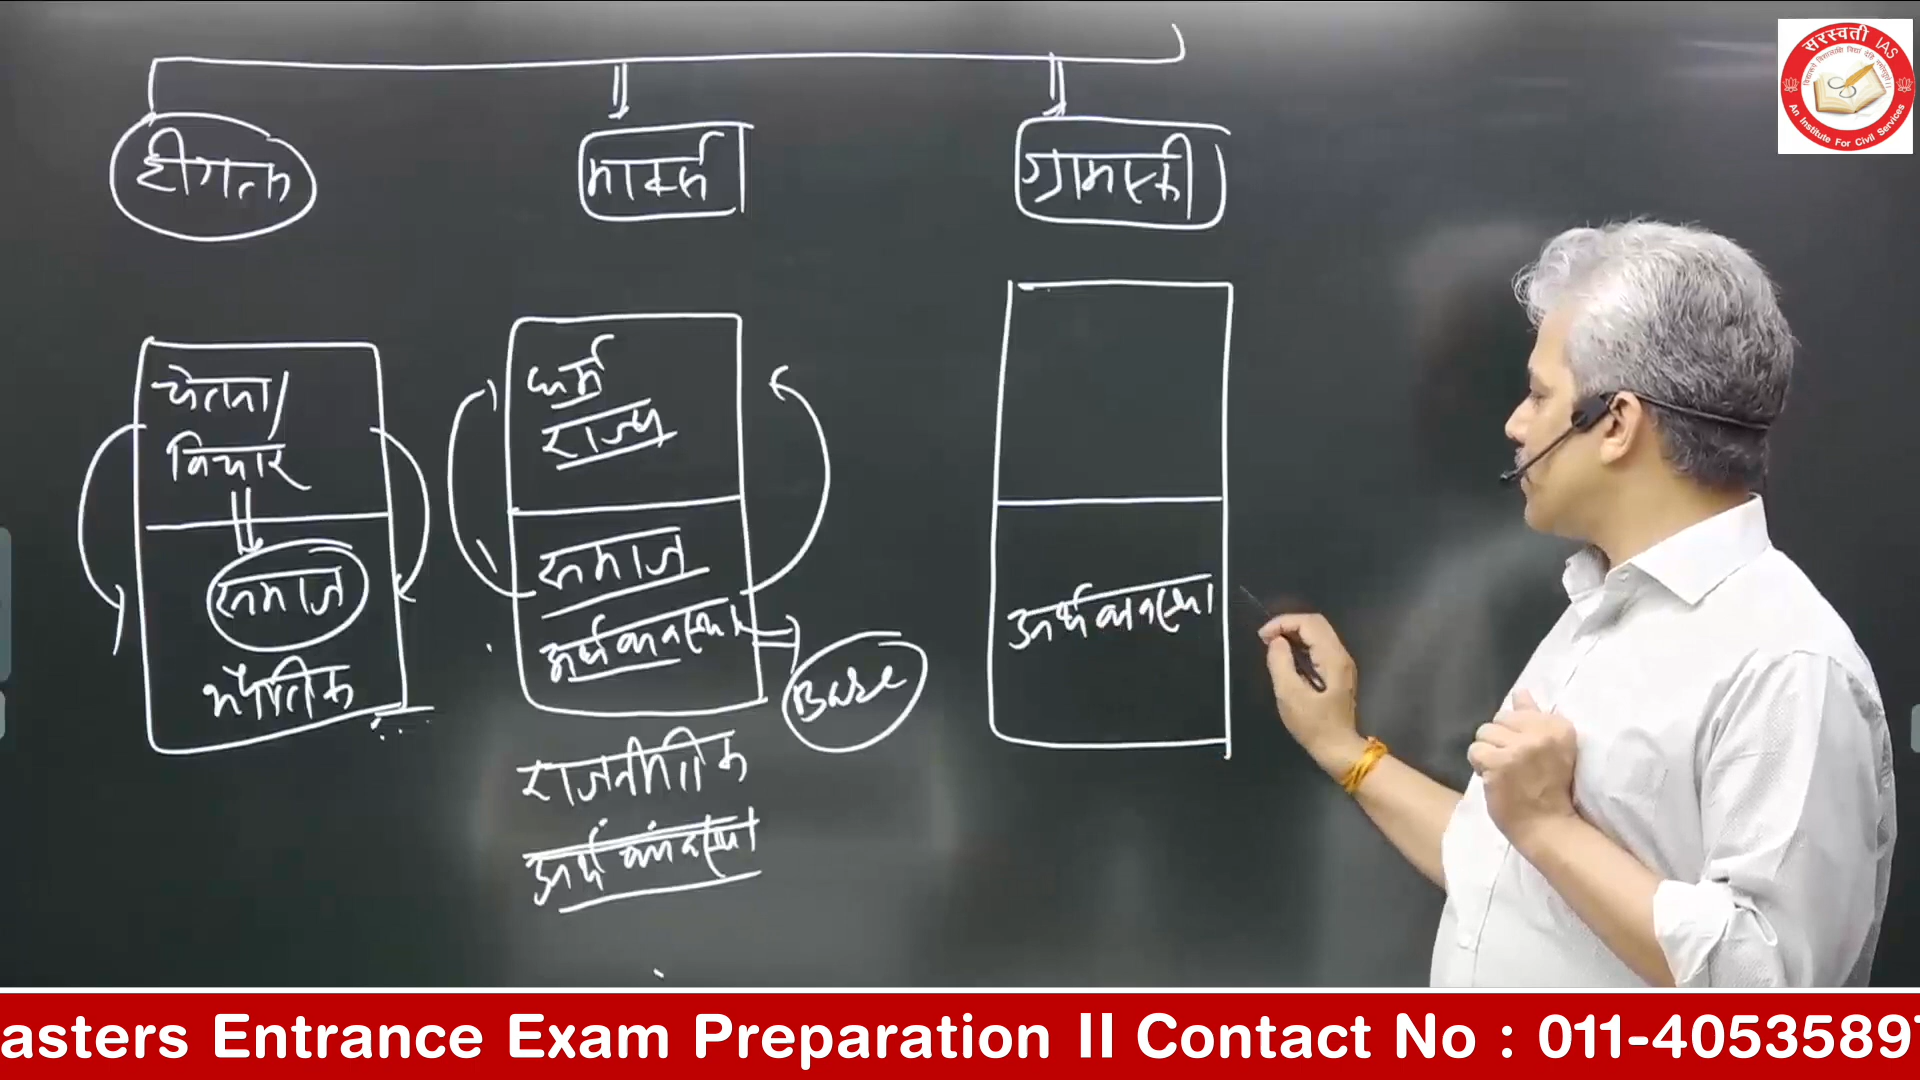 हीगल
मार्क्स
ग्रामस्की
चेतना/
विचार
समाज
भौतिक
धर्म
राज्य
समाज
अर्थव्यवस्था
Base
राजनीतिक
अर्थव्यवस्था
अर्थव्यवस्था
सरस्वती IAS
An Institute For Civil Services
asters Entrance Exam Preparation II Contact No : 011-4053589